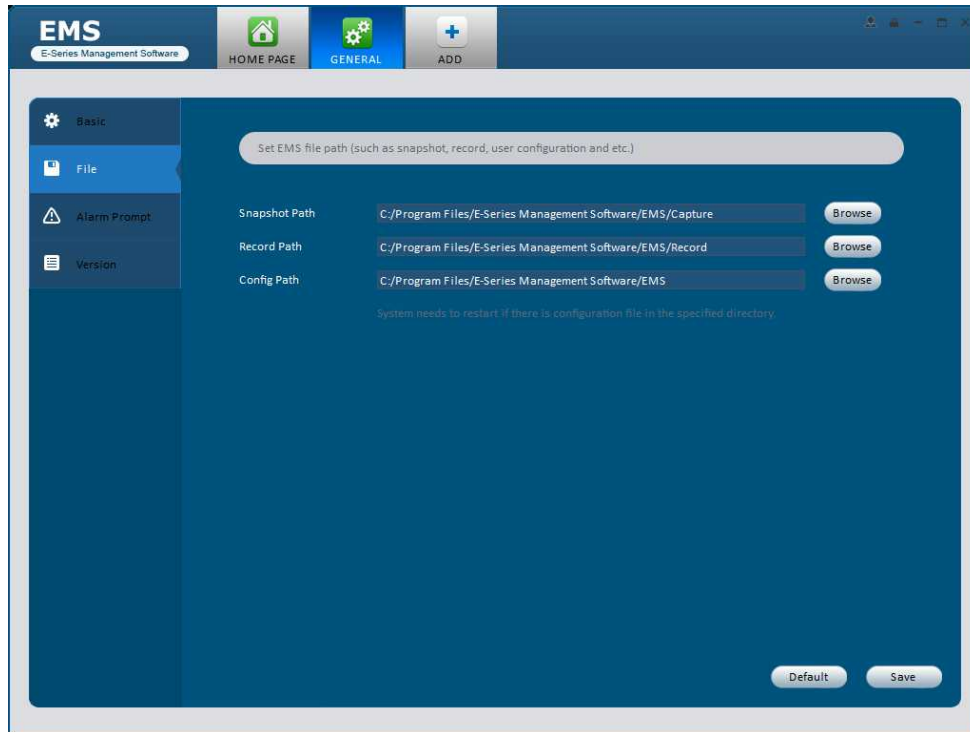 EMS
E-Series Management Software
HOME PAGE
GENERAL
ADD
Basic
File
Alarm Prompt
Version
Set EMS file path (such as snapshot, record, user configuration and etc.)
Snapshot Path C:/Program Files/E-Series Management Software/EMS/Capture Browse
Record Path C:/Program Files/E-Series Management Software/EMS/Record Browse
Config Path C:/Program Files/E-Series Management Software/EMS Browse
System needs to restart if there is configuration file in the specified directory.
Default Save